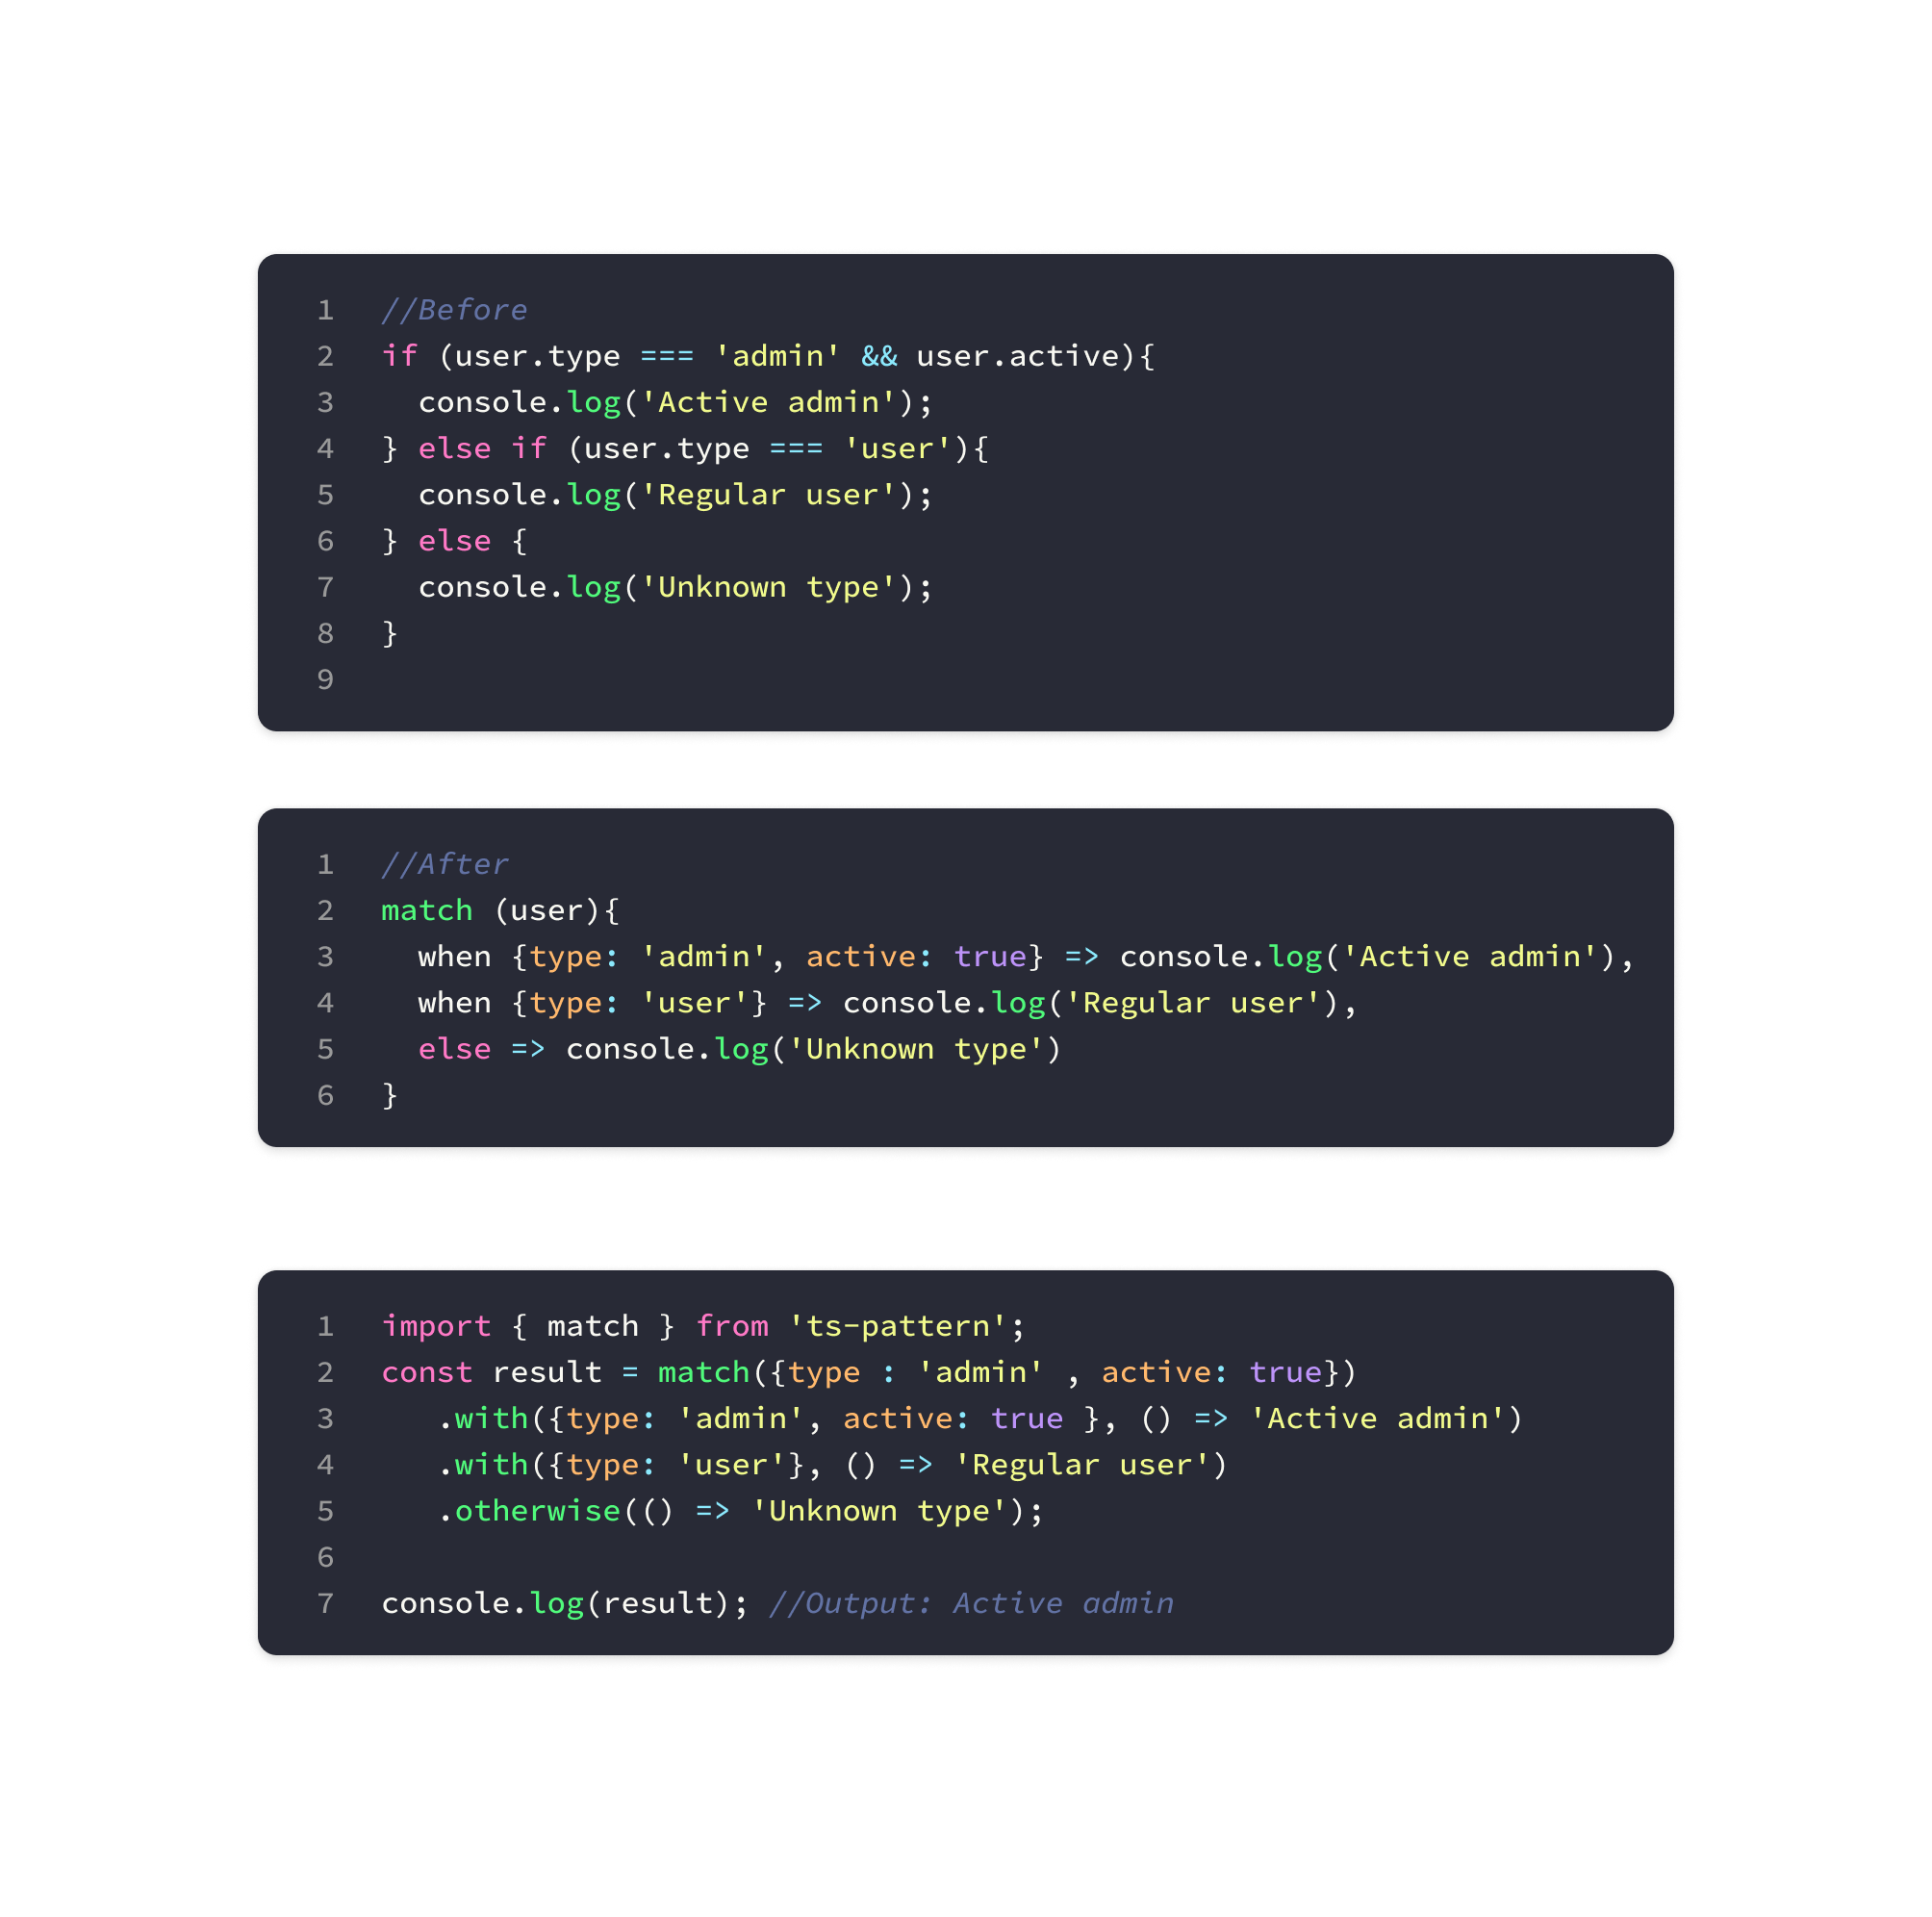 1 //Before
2 if (user.type === 'admin' && user.active){
3   console.log('Active admin');
4 } else if (user.type === 'user'){
5   console.log('Regular user');
6 } else {
7   console.log('Unknown type');
8 }
9
1 //After
2 match (user){
3   when {type: 'admin', active: true} => console.log('Active admin'),
4   when {type: 'user'} => console.log('Regular user'),
5   else => console.log('Unknown type')
6 }
1 import { match } from 'ts-pattern';
2 const result = match({type : 'admin' , active: true})
3    .with({type: 'admin', active: true }, () => 'Active admin')
4    .with({type: 'user'}, () => 'Regular user')
5    .otherwise(() => 'Unknown type');
6
7 console.log(result); //Output: Active admin